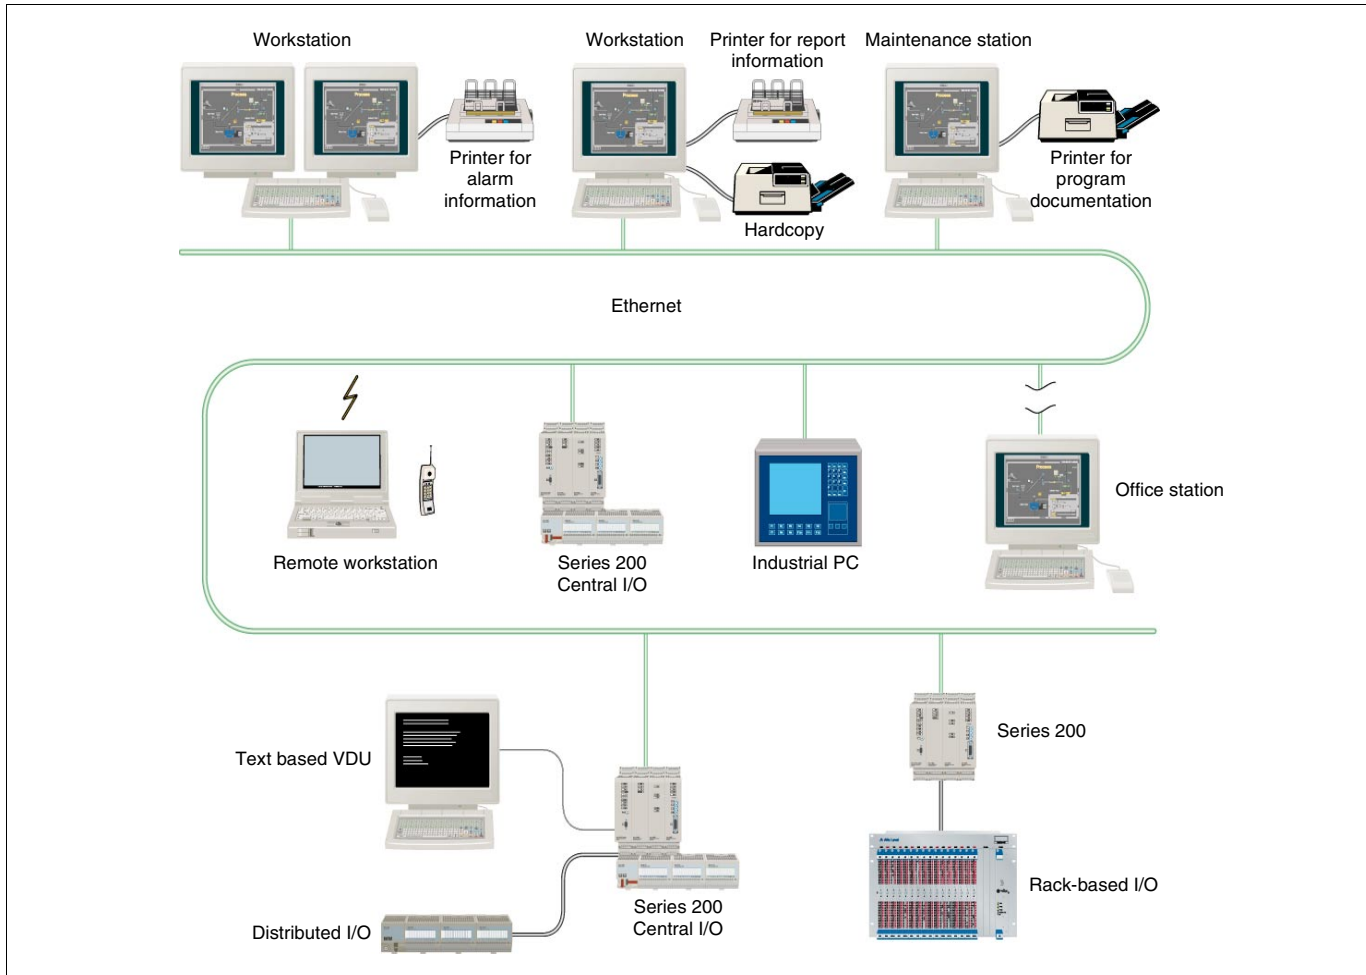 Workstation
Workstation
Printer for report
information
Maintenance station
Printer for
alarm
information
Hardcopy
Printer for
program
documentation
Ethernet
Remote workstation
Series 200
Central I/O
Industrial PC
Office station
Text based VDU
Series 200
Distributed I/O
Series 200
Central I/O
Rack-based I/O